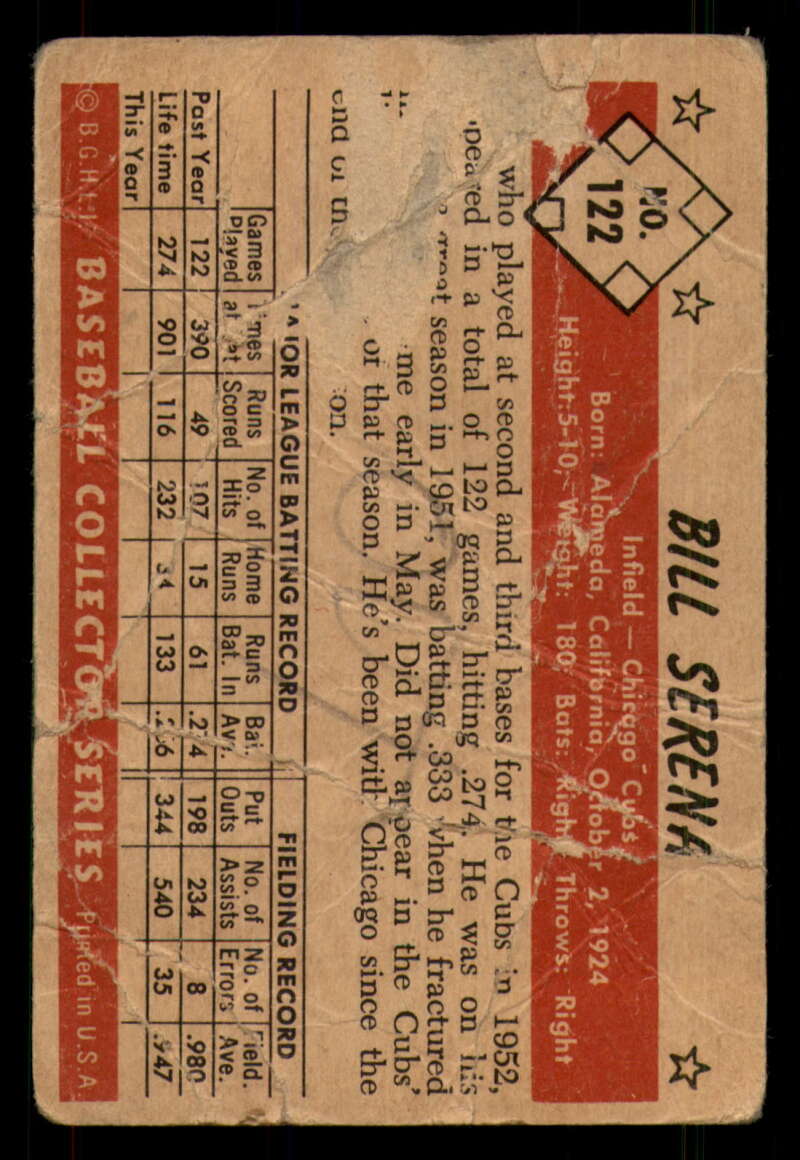 BILL SERENA
NO.
122
Infield — Chicago Cubs
Born: Alameda, California, October 2, 1924
Height: 5-10, Weight: 180 Bats: Right Throws: Right
who played at second and third bases for the Cubs in 1952,
peared in a total of 122 games, hitting .274. He was on his
great season in 1951, was batting .333 when he fractured
me early in May. Did not appear in the Cubs'
of that season. He's been with Chicago since the
end of the on.
MAJOR LEAGUE BATTING RECORD FIELDING RECORD
Games Times Runs No. of Home Runs Bat. Put No. of No. of Field.
Played at Bat Scored Hits Runs Bat. In Av. Outs Assists Errors Ave.
Past Year 122 390 49 107 15 61 .274 198 234 8 .980
Life time 274 901 116 232 34 133 344 540 35 .947
This Year
© B.G.H.L.I. BASEBALL COLLECTOR SERIES Printed in U.S.A.